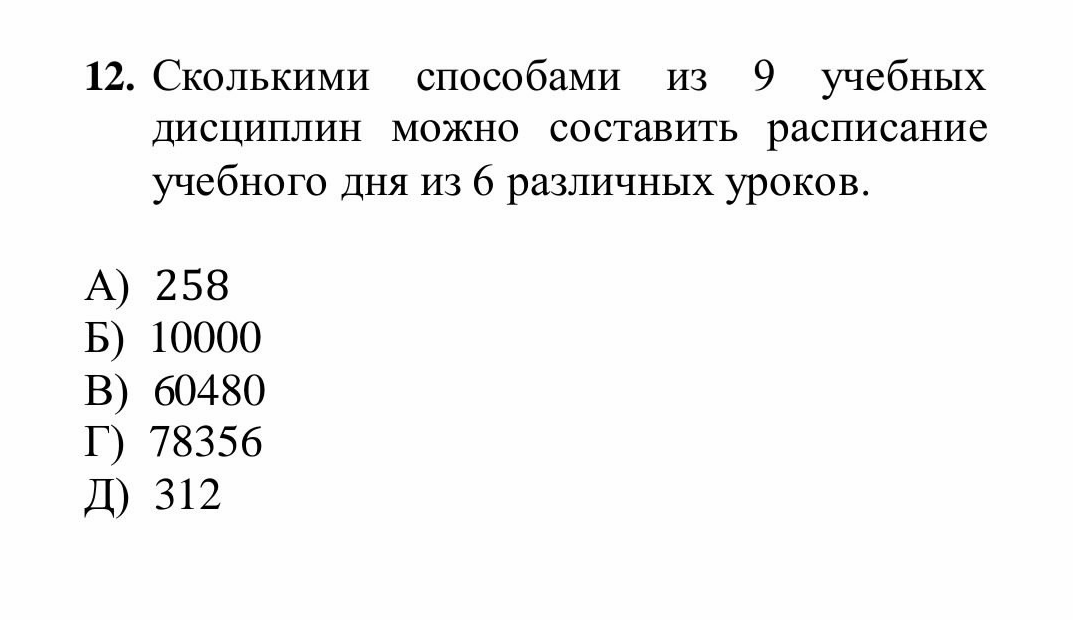 12. Сколькими способами из 9 учебных
дисциплин можно составить расписание
учебного дня из 6 различных уроков.
А) 258
Б) 10000
В) 60480
Г) 78356
Д) 312